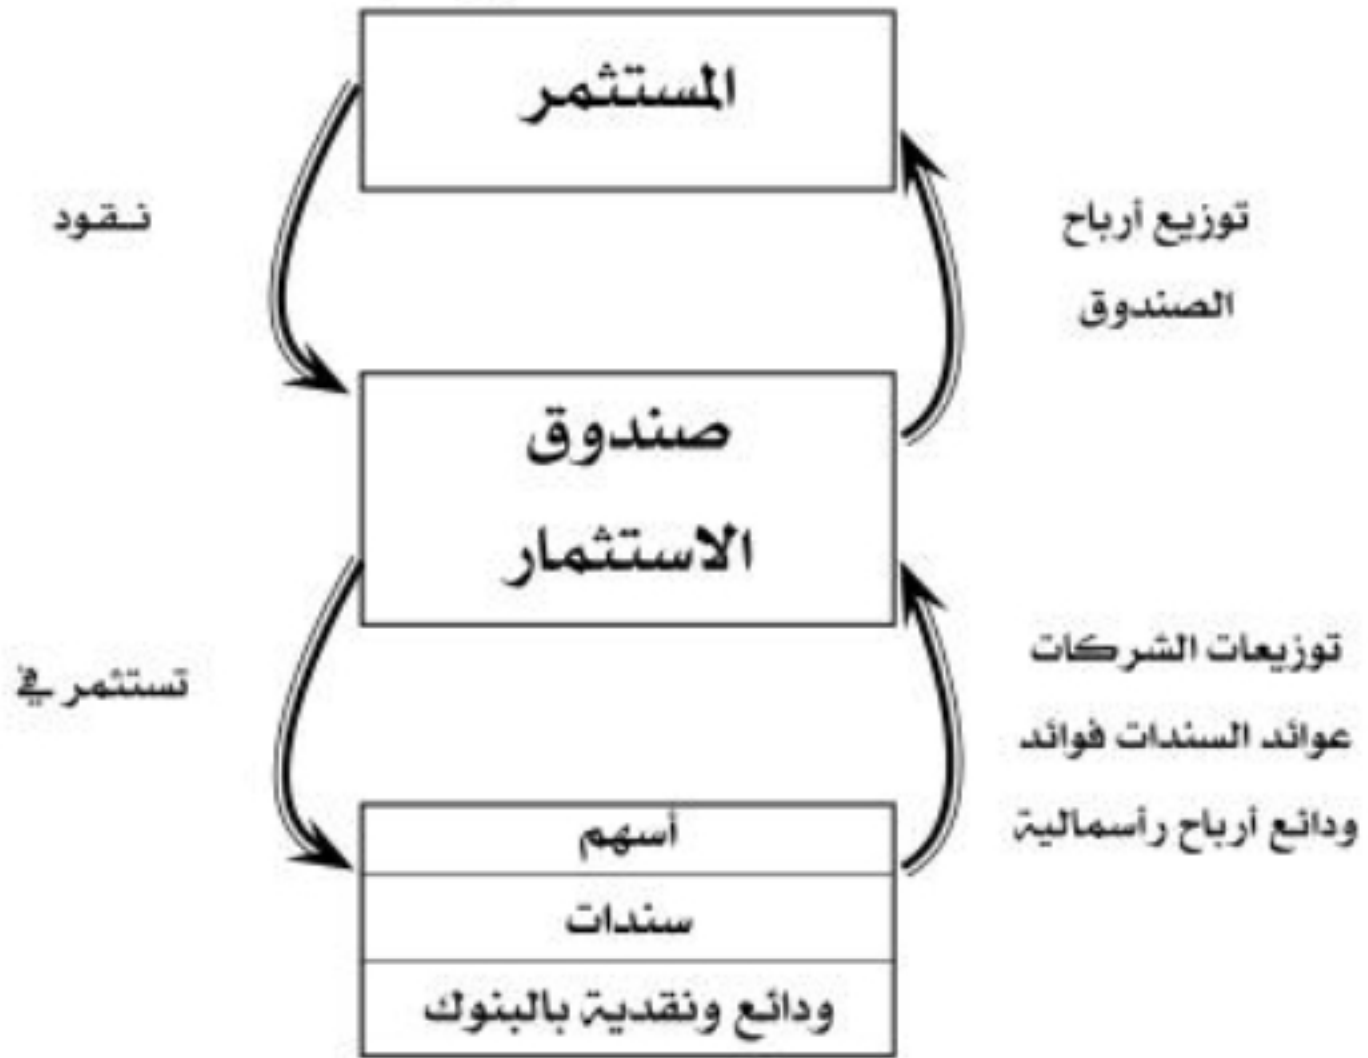 المستثمر
نقود
توزيع أرباح
الصندوق
صندوق
الاستثمار
تستثمر في
توزيعات الشركات
عوائد السندات فوائد
ودائع أرباح رأسمالية
أسهم
سندات
ودائع ونقدية بالبنوك